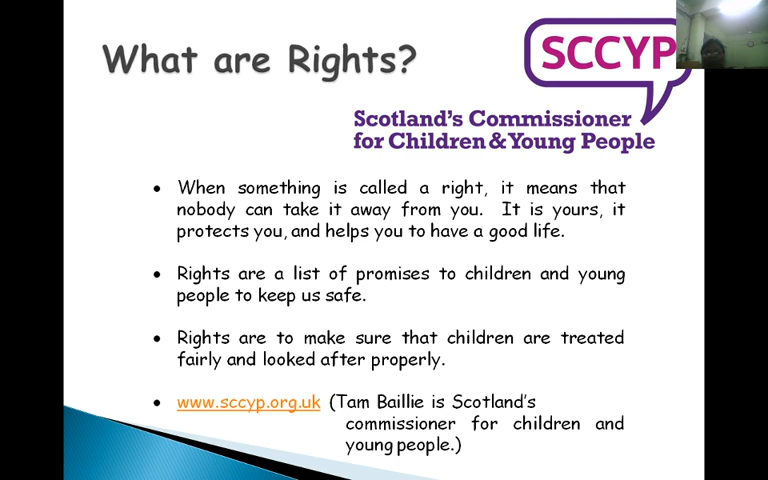 What are Rights?
SCCYP
Scotland's Commissioner
for Children & Young People
• When something is called a right, it means that
nobody can take it away from you. It is yours, it
protects you, and helps you to have a good life.
• Rights are a list of promises to children and young
people to keep us safe.
• Rights are to make sure that children are treated
fairly and looked after properly.
• www.sccyp.org.uk (Tam Baillie is Scotland's
commissioner for children and
young people.)